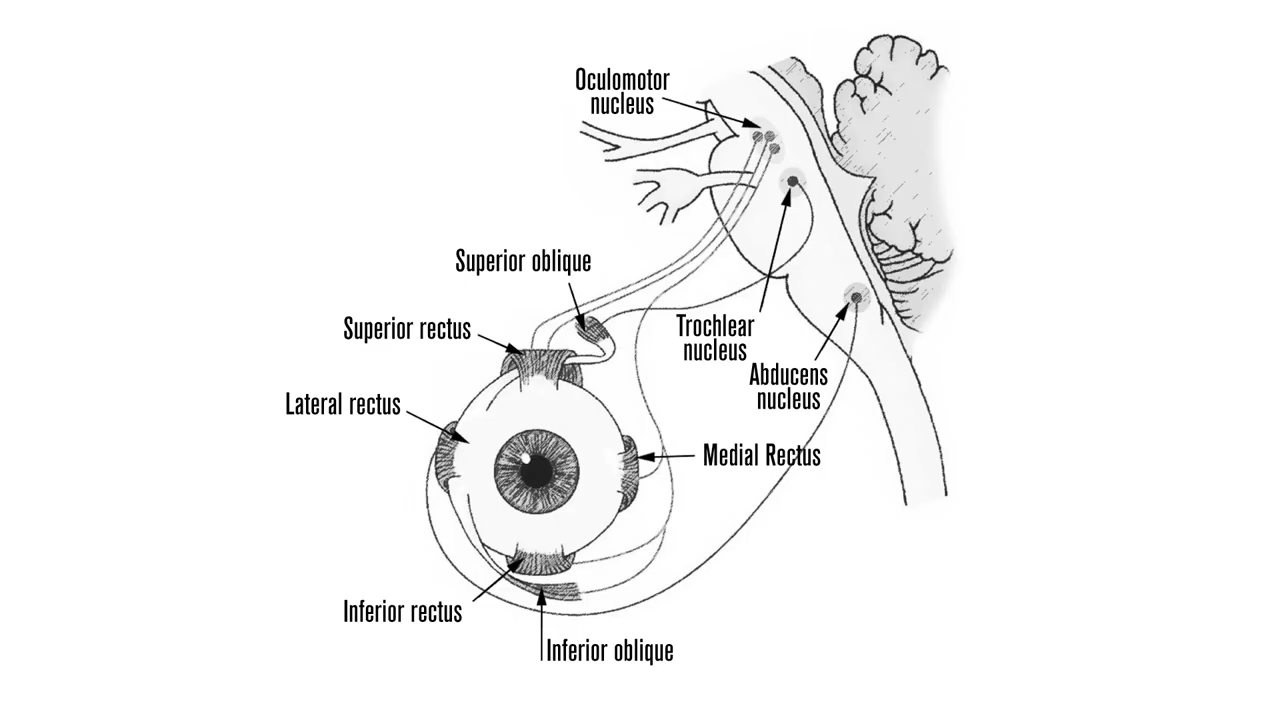 Oculomotor
nucleus
Superior oblique
Superior rectus
Trochlear
nucleus
Abducens
nucleus
Lateral rectus
Medial Rectus
Inferior rectus
Inferior oblique